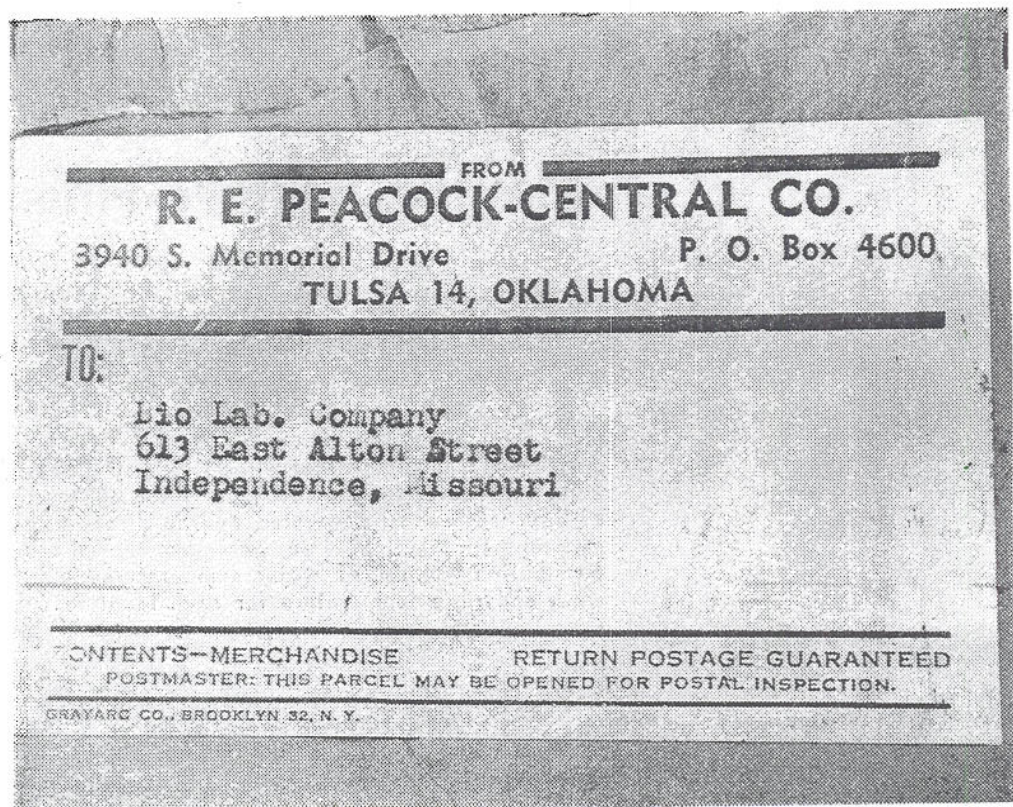 FROM
R. E. PEACOCK-CENTRAL CO.
3940 S. Memorial Drive P. O. Box 4600
TULSA 14, OKLAHOMA
TO:
Lab. Company
613 East Alton Street
Independence, Missouri
CONTENTS—MERCHANDISE RETURN POSTAGE GUARANTEED
POSTMASTER: THIS PARCEL MAY BE OPENED FOR POSTAL INSPECTION.
GRAYARC CO., BROOKLYN 32, N. Y.